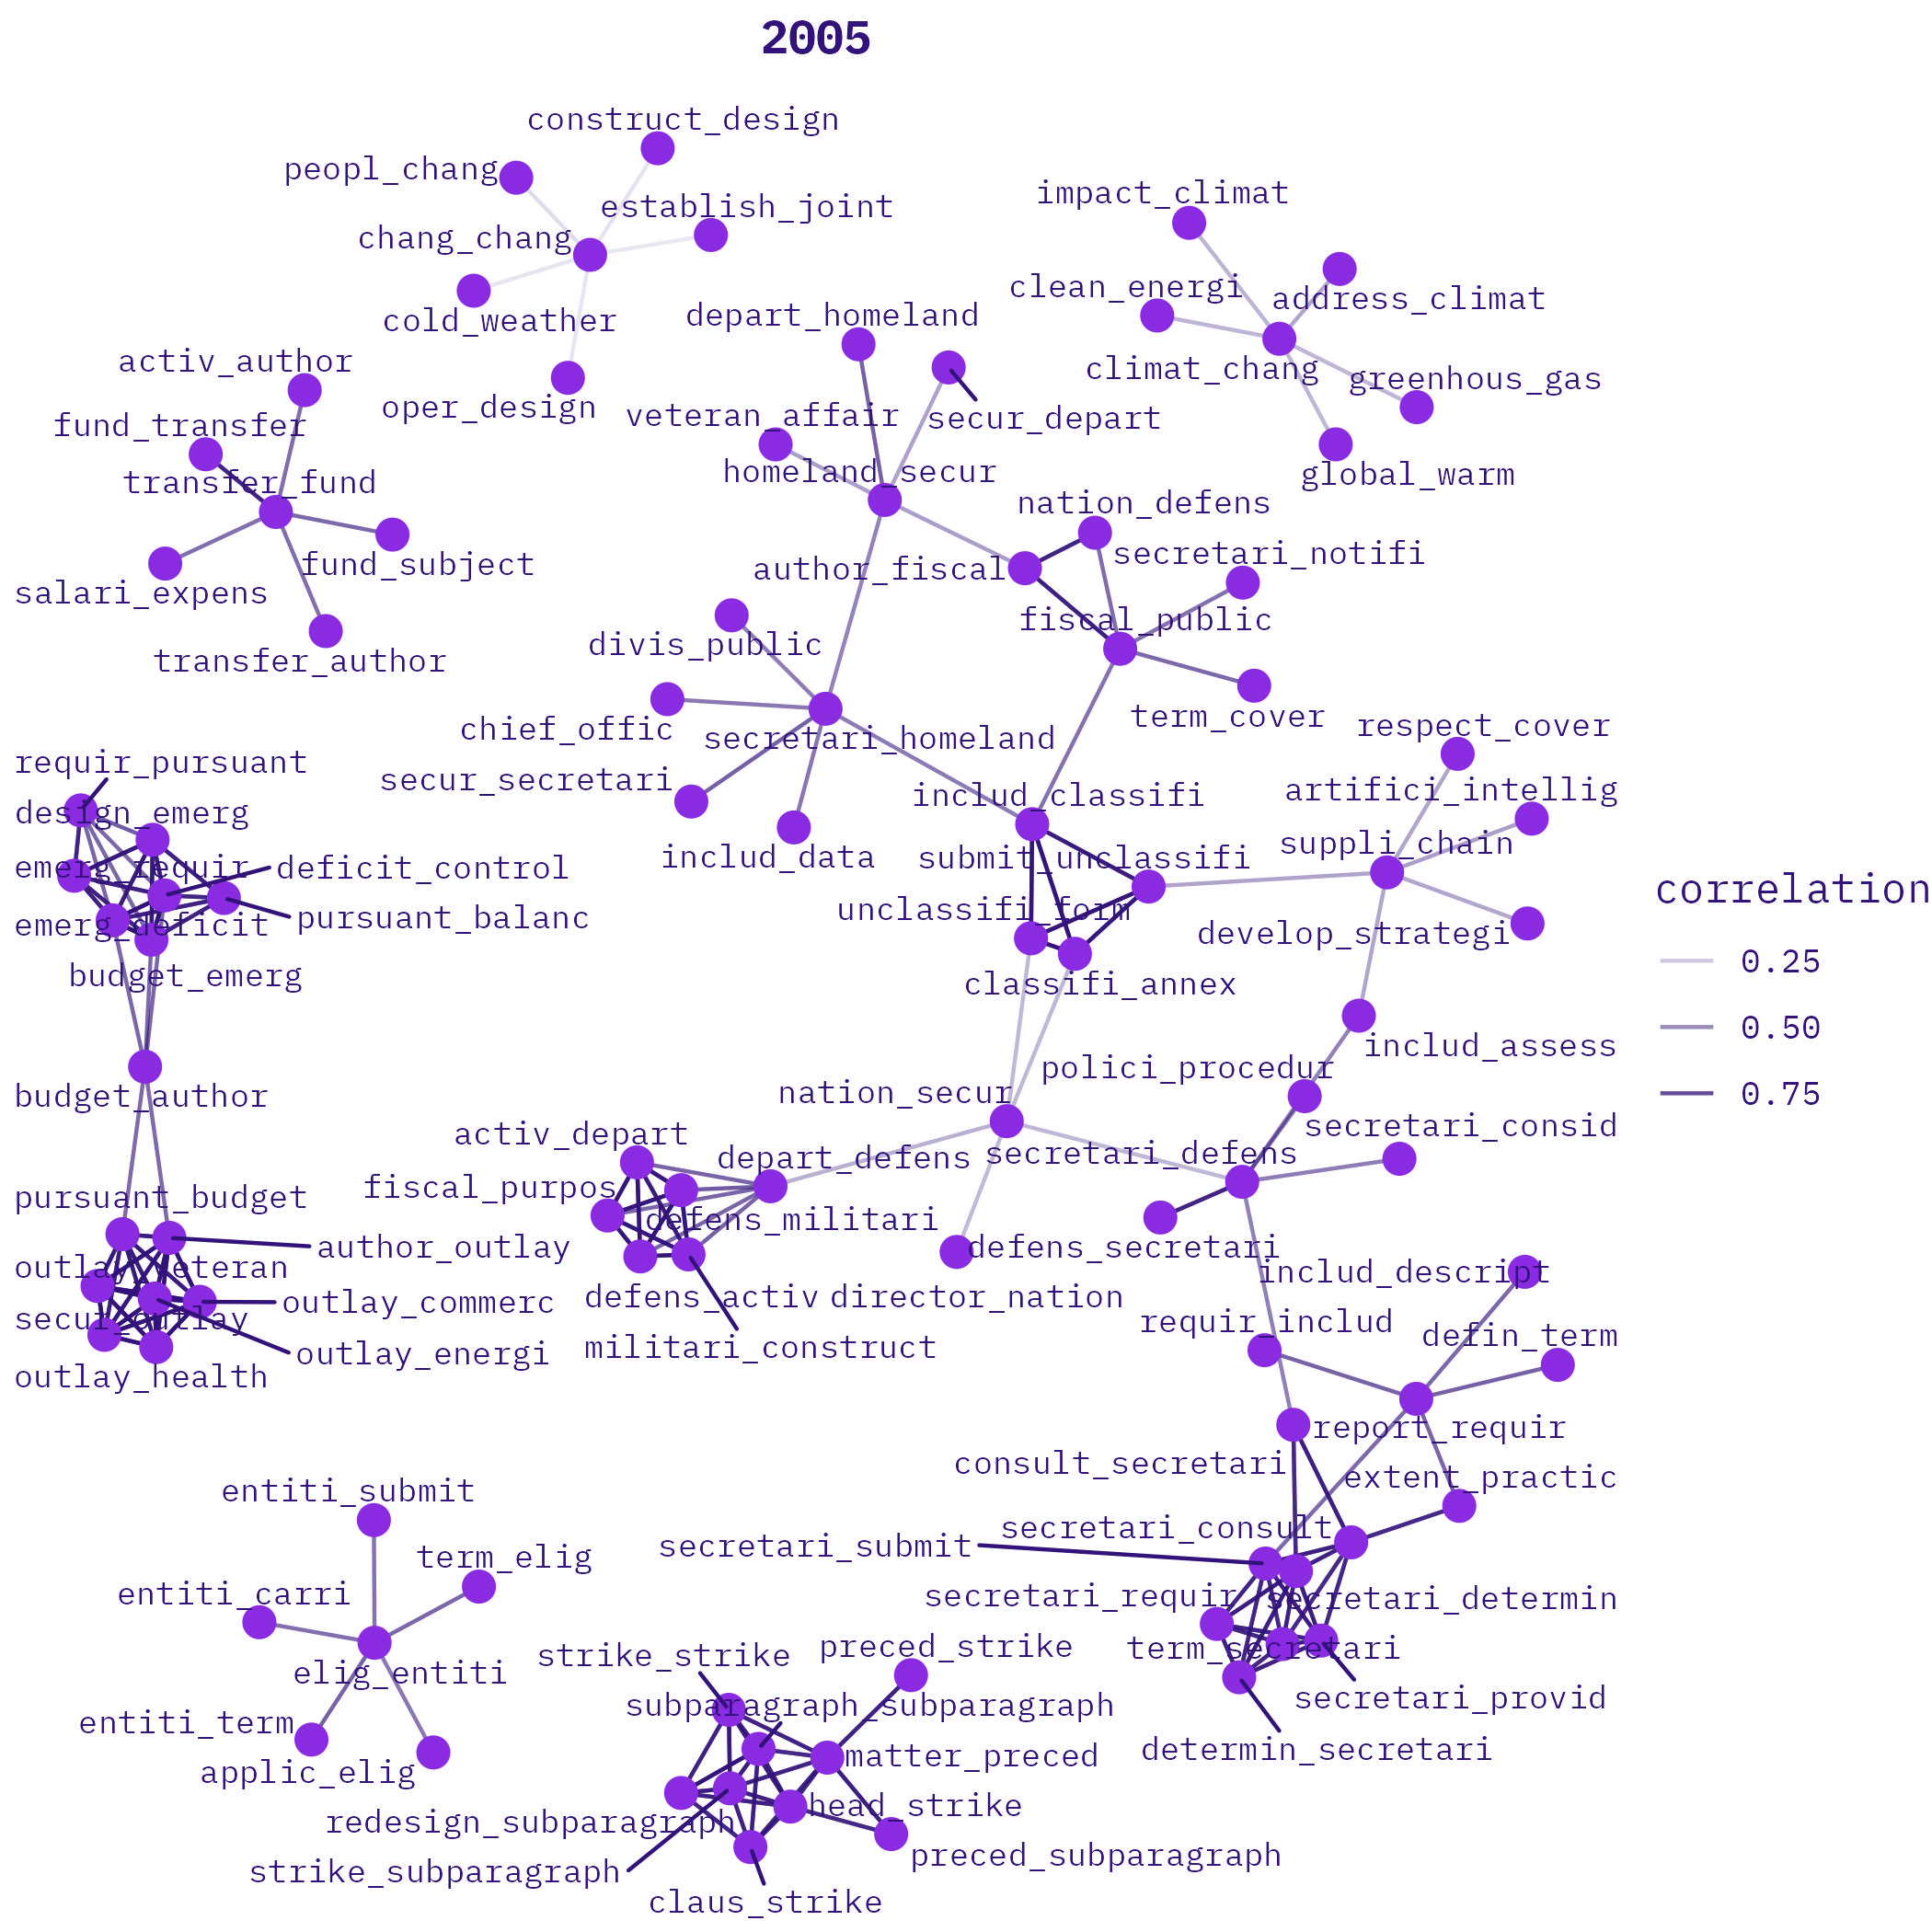 2005
construct_design
peopl_chang
impact_climat
establish_joint
chang_chang
clean_energi
address_climat
cold_weather
depart_homeland
activ_author
climat_chang
greenhous_gas
oper_design
veteran_affair
secur_depart
fund_transfer
homeland_secur
global_warm
transfer_fund
nation_defens
secretari_notifi
fund_subject
author_fiscal
salari_expens
fiscal_public
divis_public
transfer_author
term_cover
respect_cover
chief_offic
secretari_homeland
requir_pursuant
secur_secretari
includ_classifi
artifici_intellig
design_emerg
suppli_chain
includ_data
submit_unclassifi
emerg_requir
deficit_control
correlation
unclassifi_form
pursuant_balanc
emerg_deficit
develop_strategi
0.25
budget_emerg
classifi_annex
0.50
includ_assess
polici_procedur
budget_author
nation_secur
0.75
activ_depart
secretari_consid
depart_defens
secretari_defens
fiscal_purpos
pursuant_budget
defens_militari
author_outlay
defens_secretari
outlay_veteran
includ_descript
outlay_commerc
defens_activ
director_nation
secur_outlay
requir_includ
defin_term
outlay_energi
militari_construct
outlay_health
report_requir
consult_secretari
extent_practic
entiti_submit
secretari_consult
secretari_submit
term_elig
entiti_carri
secretari_requir
secretari_determin
preced_strike
term_secretari
strike_strike
elig_entiti
secretari_provid
subparagraph_subparagraph
entiti_term
determin_secretari
matter_preced
applic_elig
head_strike
redesign_subparagraph
preced_subparagraph
strike_subparagraph
claus_strike